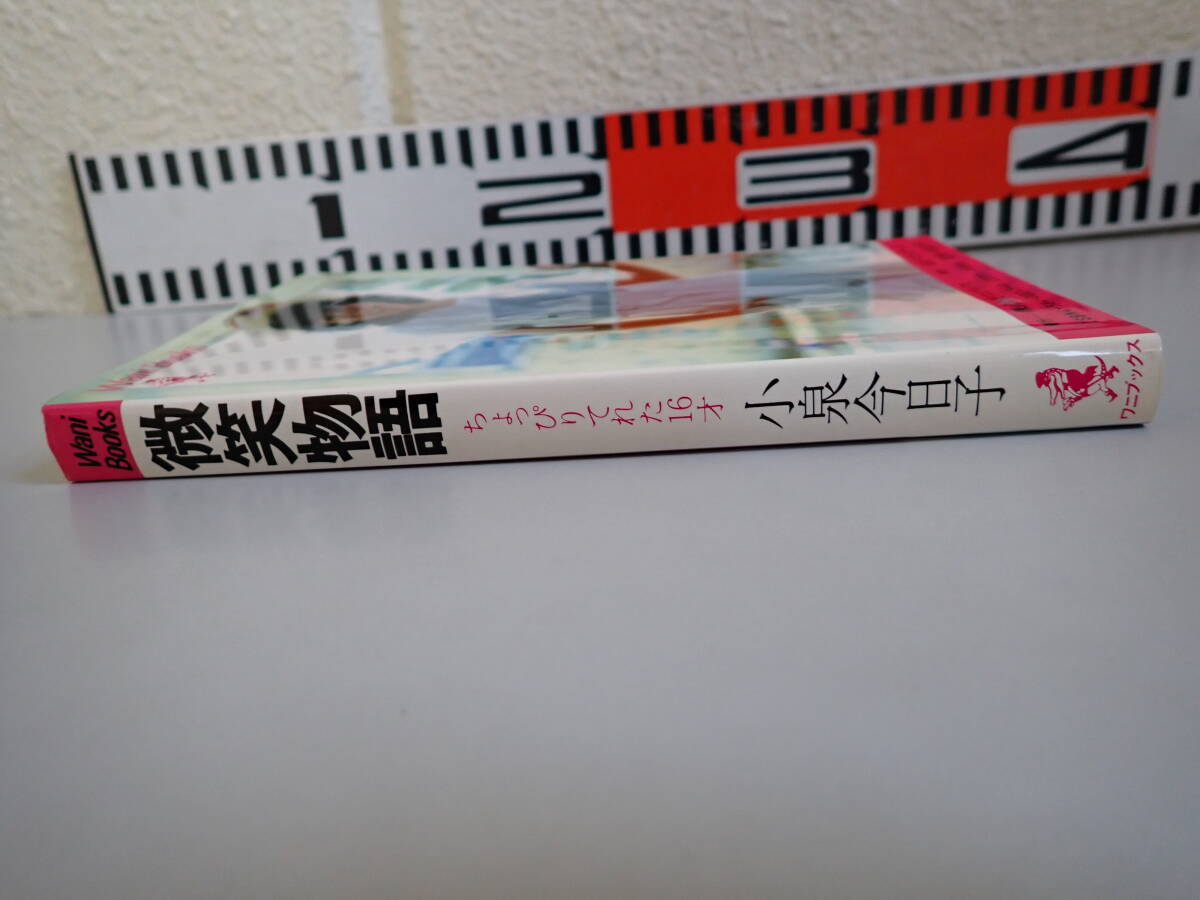 1
2
3
4
Wani
Books
微笑物語
ちょっぴりてれた16才
小泉今日子
ワニブックス